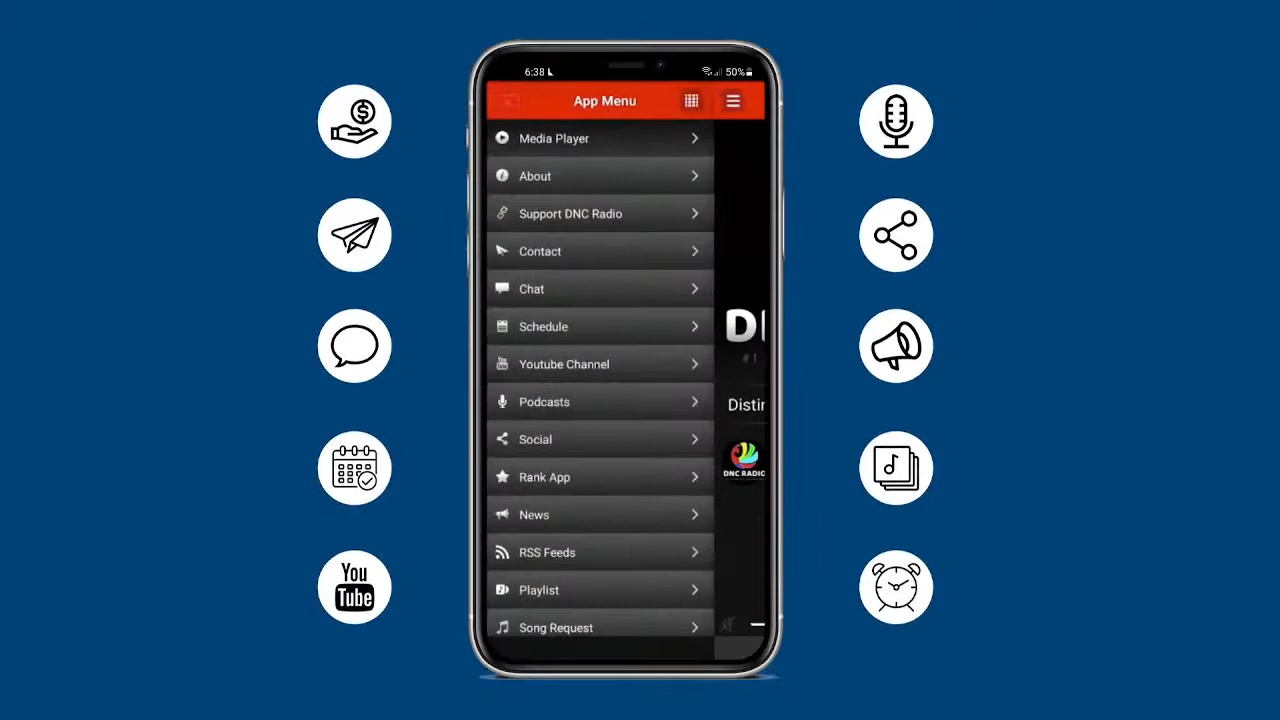 6:38
50%
App Menu
Media Player
About
Support DNC Radio
Contact
Chat
Schedule
Youtube Channel
Podcasts
Social
Rank App
News
RSS Feeds
Playlist
Song Request
D
#1
Distin
DNC RADIO
$
You
Tube